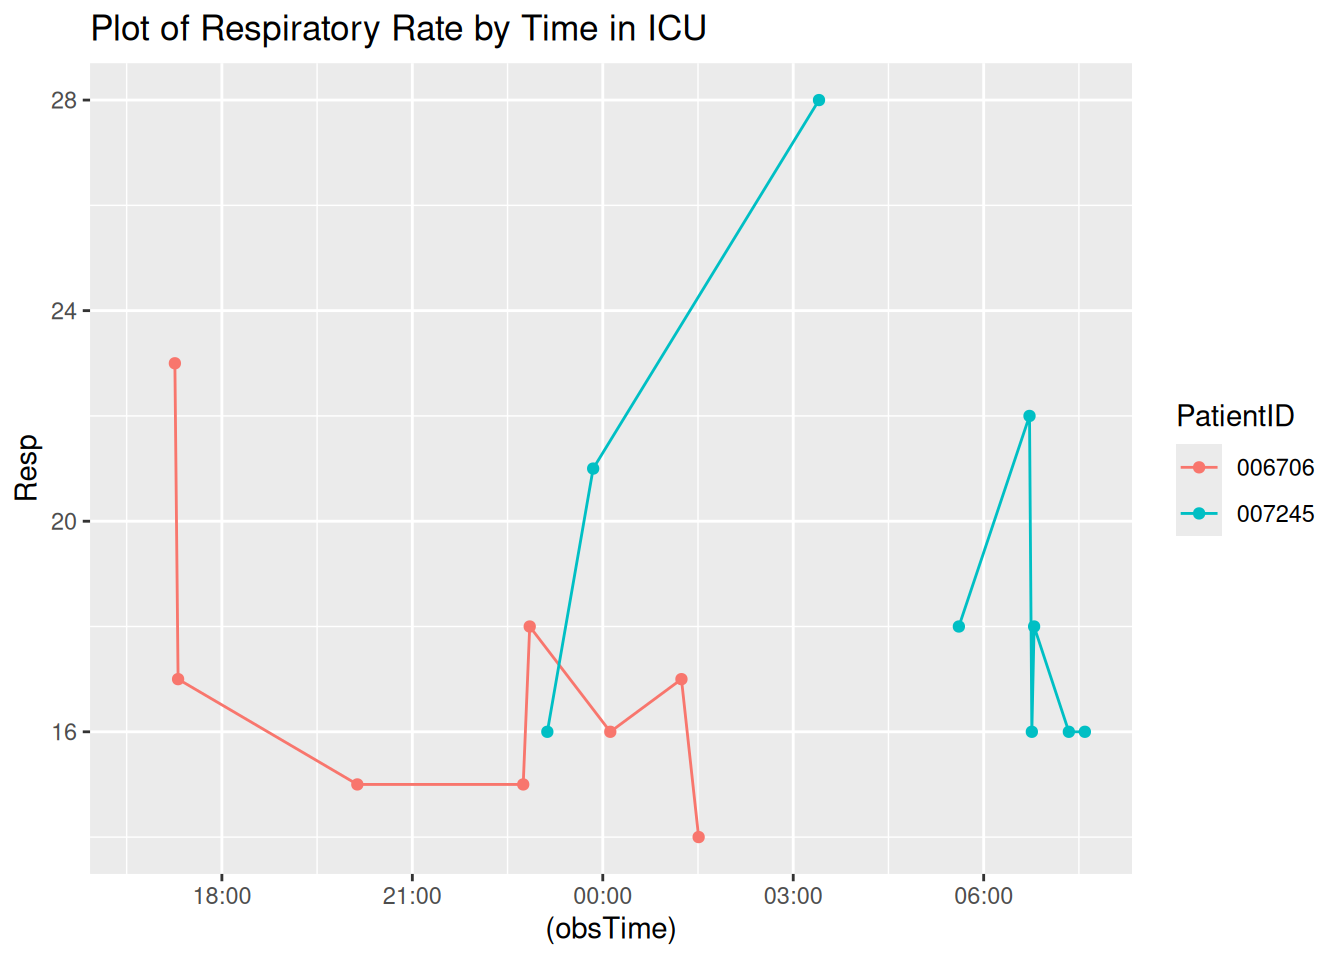 Plot of Respiratory Rate by Time in ICU
28
24
20
16
Resp
18:00 21:00 00:00 03:00 06:00
(obsTime)
PatientID
006706
007245